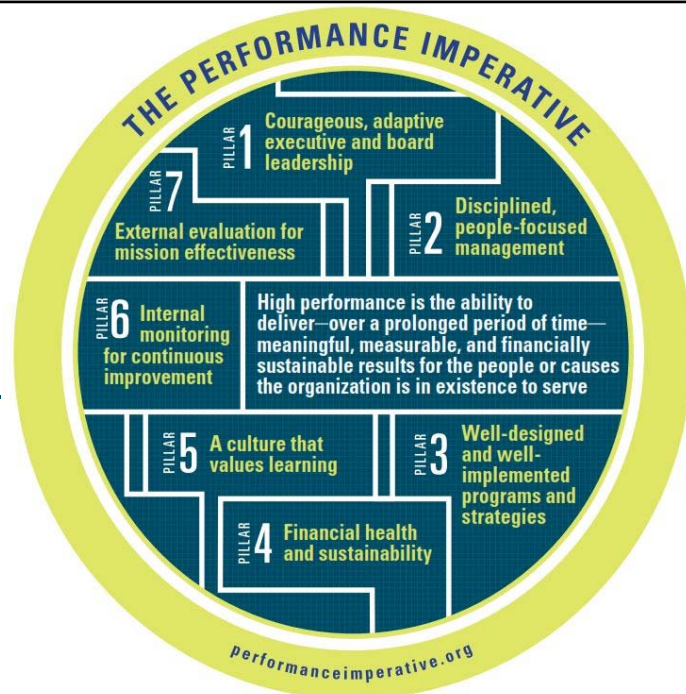 THE PERFORMANCE IMPERATIVE
PILLAR 1
Courageous, adaptive
executive and board
leadership
PILLAR 2
Disciplined,
people-focused
management
PILLAR 3
Well-designed
and well-
implemented
programs and
strategies
PILLAR 4
Financial health
and sustainability
PILLAR 5
A culture that
values learning
PILLAR 6
Internal
monitoring
for continuous
improvement
PILLAR 7
External evaluation for
mission effectiveness
High performance is the ability to
deliver—over a prolonged period of time—
meaningful, measurable, and financially
sustainable results for the people or causes
the organization is in existence to serve
performanceimperative.org